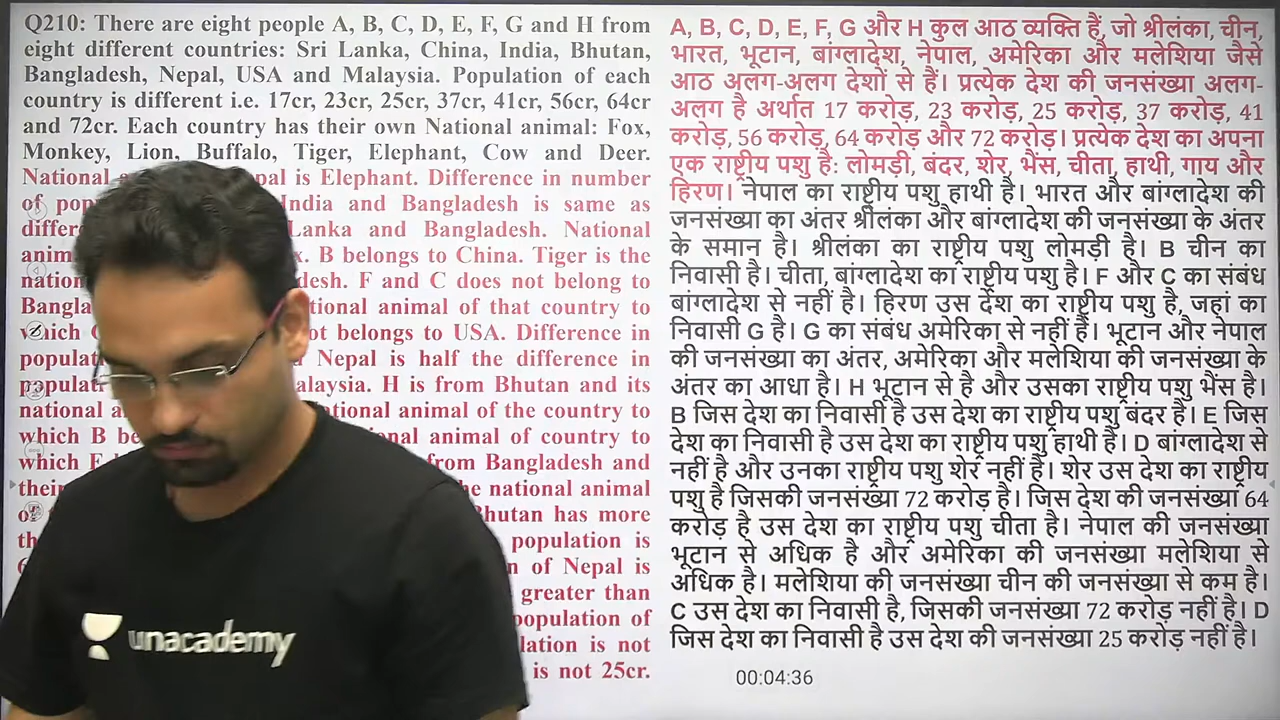 Q210: There are eight people A, B, C, D, E, F, G and H from
eight different countries: Sri Lanka, China, India, Bhutan,
Bangladesh, Nepal, USA and Malaysia. Population of each
country is different i.e. 17cr, 23cr, 25cr, 37cr, 41cr, 56cr, 64cr
and 72cr. Each country has their own National animal: Fox,
Monkey, Lion, Buffalo, Tiger, Elephant, Cow and Deer.
National is Elephant. Difference in number
of India and Bangladesh is same as
Lanka and Bangladesh. National
B belongs to China. Tiger is the
F and C does not belong to
national animal of that country to
which belongs to USA. Difference in
Nepal is half the difference in
H is from Bhutan and its
national animal of the country to
which B animal of country to
which from Bangladesh and
national animal
Bhutan has more
population is
of Nepal is
greater than
population of
is not
is not 25cr.
A, B, C, D, E, F, G और H कुल आठ व्यक्ति हैं, जो श्रीलंका, चीन,
भारत, भूटान, बांग्लादेश, नेपाल, अमेरिका और मलेशिया जैसे
आठ अलग-अलग देशों से हैं। प्रत्येक देश की जनसंख्या अलग-
अलग है अर्थात 17 करोड़, 23 करोड़, 25 करोड़, 37 करोड़, 41
करोड़, 56 करोड़, 64 करोड़ और 72 करोड़। प्रत्येक देश का अपना
एक राष्ट्रीय पशु है: लोमड़ी, बंदर, शेर, भैंस, चीता, हाथी, गाय और
हिरण। नेपाल का राष्ट्रीय पशु हाथी है। भारत और बांग्लादेश की
जनसंख्या का अंतर श्रीलंका और बांग्लादेश की जनसंख्या के अंतर
के समान है। श्रीलंका का राष्ट्रीय पशु लोमड़ी है। B चीन का
निवासी है। चीता, बांग्लादेश का राष्ट्रीय पशु है। F और C का संबंध
बांग्लादेश से नहीं है। हिरण उस देश का राष्ट्रीय पशु है, जहां का
निवासी G है। G का संबंध अमेरिका से नहीं हैं। भूटान और नेपाल
की जनसंख्या का अंतर, अमेरिका और मलेशिया की जनसंख्या के
अंतर का आधा है। H भूटान से है और उसका राष्ट्रीय पशु भैंस है।
B जिस देश का निवासी है उस देश का राष्ट्रीय पशु बंदर है। E जिस
देश का निवासी है उस देश का राष्ट्रीय पशु हाथी है। D बांग्लादेश से
नहीं है और उनका राष्ट्रीय पशु शेर नहीं है। शेर उस देश का राष्ट्रीय
पशु है जिसकी जनसंख्या 72 करोड़ है। जिस देश की जनसंख्या 64
करोड़ है उस देश का राष्ट्रीय पशु चीता है। नेपाल की जनसंख्या
भूटान से अधिक है और अमेरिका की जनसंख्या मलेशिया से
अधिक है। मलेशिया की जनसंख्या चीन की जनसंख्या से कम है।
C उस देश का निवासी है, जिसकी जनसंख्या 72 करोड़ नहीं है। D
जिस देश का निवासी है उस देश की जनसंख्या 25 करोड़ नहीं है।
00:04:36
unacademy